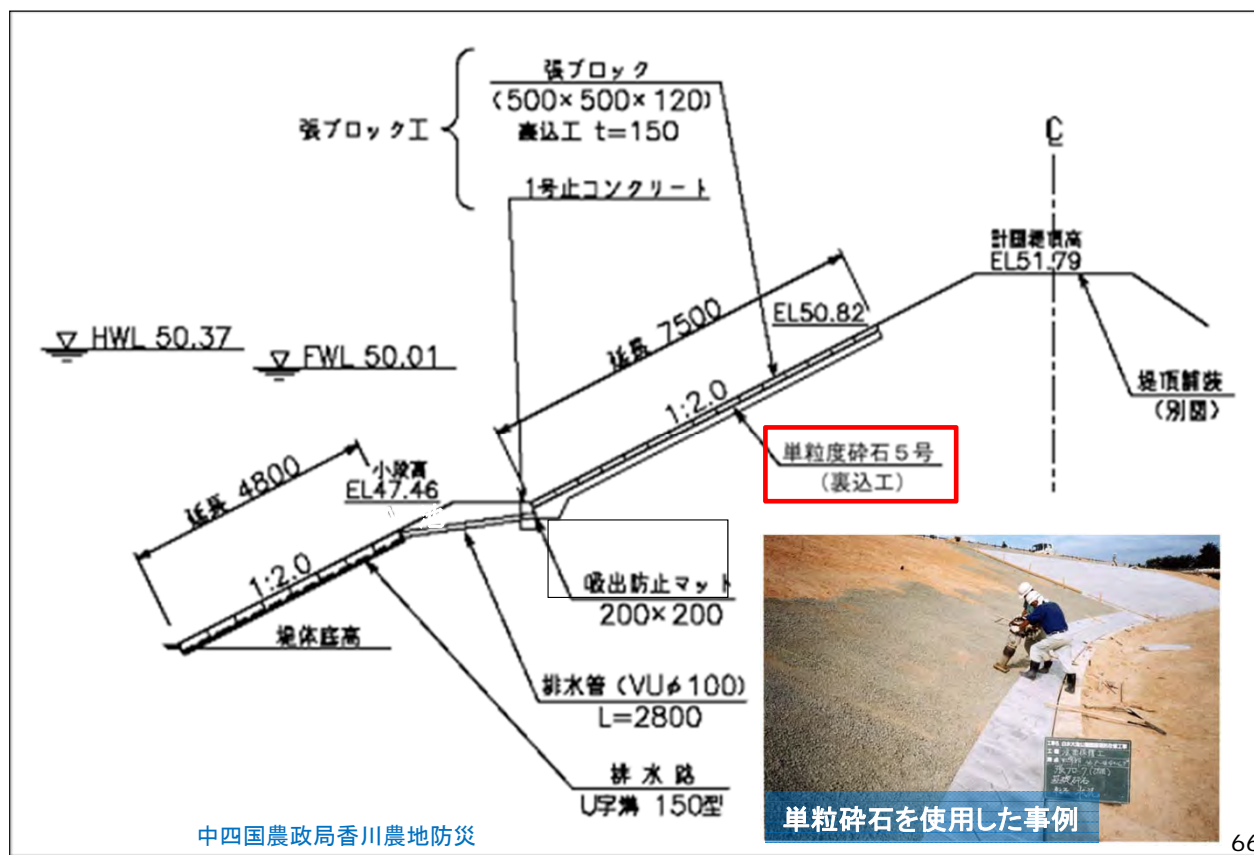 張ブロック
(500×500×120)
張ブロック工
裏込工 t=150
1号止コンクリート
℄
計画堤頂高
EL51.79
延長 7500
EL50.82
HWL 50.37
FWL 50.01
1:2.0
堤頂舗装
(別図)
単粒度砕石5号
(裏込工)
延長 4800
小段高
EL47.46
1:2.0
吸出防止マット
200×200
堤体底高
排水管 (VUφ100)
L=2800
排水路
U字溝 150型
張ブロック
単粒砕石を使用した事例
中四国農政局香川農地防災
66